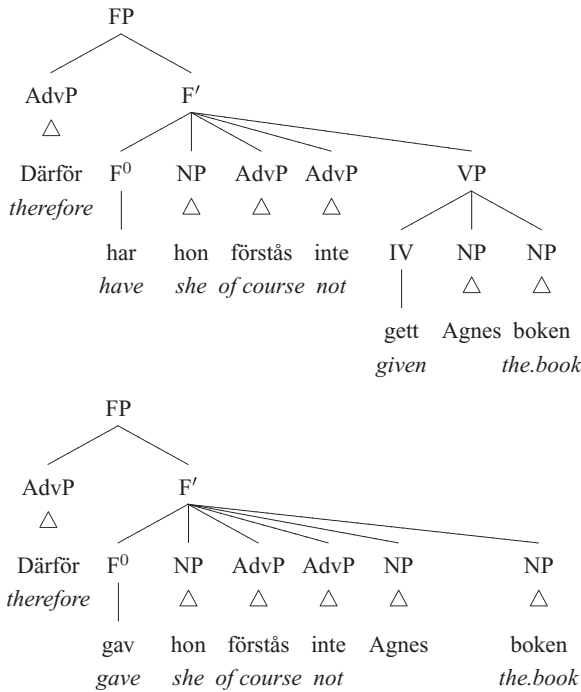 FP
AdvP F′
Därför F⁰ NP AdvP AdvP VP
therefore
har hon förstås inte IV NP NP
have she of course not
gett Agnes boken
given the.book
FP
AdvP F′
Därför F⁰ NP AdvP AdvP NP NP
therefore
gav hon förstås inte Agnes boken
gave she of course not the.book